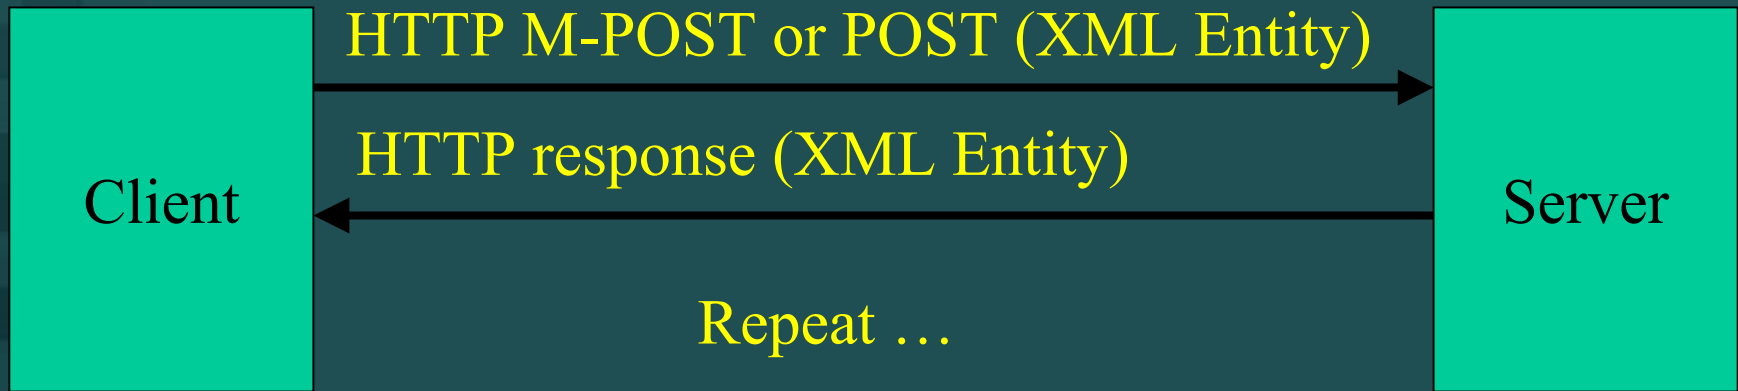 HTTP M-POST or POST (XML Entity)
HTTP response (XML Entity)
Client
Server
Repeat …